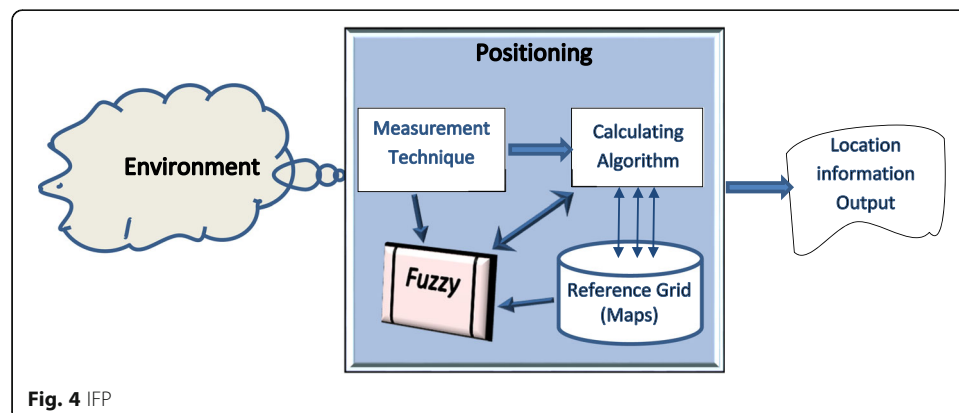 Positioning
Environment
Measurement
Technique
Calculating
Algorithm
Fuzzy
Reference Grid
(Maps)
Location
information
Output
Fig. 4 IFP